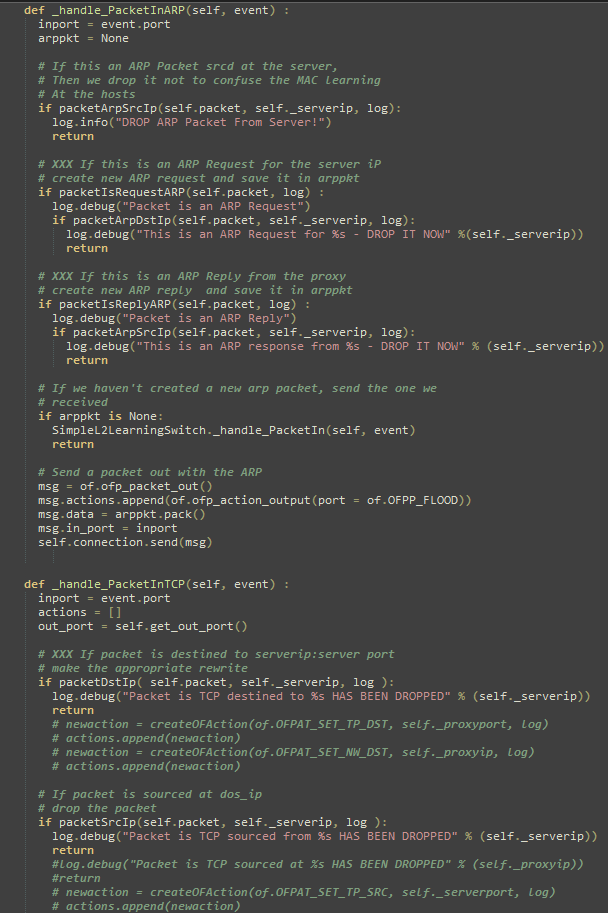 def _handle_PacketInARP(self, event) :
inport = event.port
arppkt = None
# If this an ARP Packet srcd at the server,
# Then we drop it not to confuse the MAC learning
# At the hosts
if packetArpSrcIp(self.packet, self._serverip, log):
log.info("DROP ARP Packet From Server!")
return
# XXX If this is an ARP Request for the server iP
# create new ARP request and save it in arppkt
if packetIsRequestARP(self.packet, log) :
log.debug("Packet is an ARP Request")
if packetArpDstIp(self.packet, self._serverip, log):
log.debug("This is an ARP Request for %s - DROP IT NOW" %(self._serverip))
return
# XXX If this is an ARP Reply from the proxy
# create new ARP reply  and save it in arppkt
if packetIsReplyARP(self.packet, log) :
log.debug("Packet is an ARP Reply")
if packetArpSrcIp(self.packet, self._serverip, log):
log.debug("This is an ARP response from %s - DROP IT NOW" % (self._serverip))
return
# If we haven't created a new arp packet, send the one we
# received
if arppkt is None:
SimpleL2LearningSwitch._handle_PacketIn(self, event)
return
# Send a packet out with the ARP
msg = of.ofp_packet_out()
msg.actions.append(of.ofp_action_output(port = of.OFPP_FLOOD))
msg.data = arppkt.pack()
msg.in_port = inport
self.connection.send(msg)
def _handle_PacketInTCP(self, event) :
inport = event.port
actions = []
out_port = self.get_out_port()
# XXX If packet is destined to serverip:server port
# make the appropriate rewrite
if packetDstIp( self.packet, self._serverip, log ):
log.debug("Packet is TCP destined to %s HAS BEEN DROPPED" % (self._serverip))
return
# newaction = createOFAction(of.OFPAT_SET_TP_DST, self._proxyport, log)
# actions.append(newaction)
# newaction = createOFAction(of.OFPAT_SET_NW_DST, self._proxyip, log)
# actions.append(newaction)
# If packet is sourced at dos_ip
# drop the packet
if packetSrcIp(self.packet, self._serverip, log ):
log.debug("Packet is TCP sourced from %s HAS BEEN DROPPED" % (self._serverip))
return
#log.debug("Packet is TCP sourced at %s HAS BEEN DROPPED" % (self._proxyip))
#return
# newaction = createOFAction(of.OFPAT_SET_TP_SRC, self._serverport, log)
# actions.append(newaction)